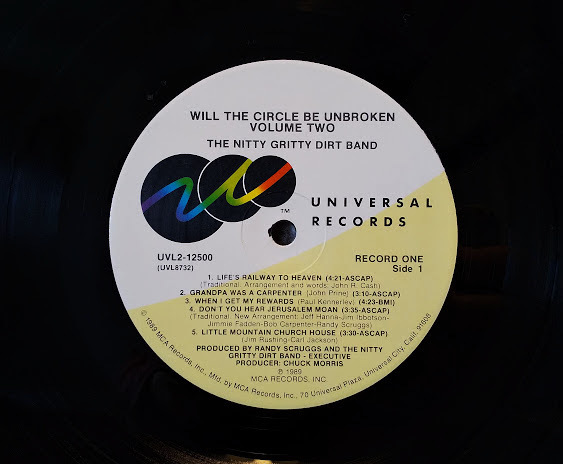 WILL THE CIRCLE BE UNBROKEN
VOLUME TWO
THE NITTY GRITTY DIRT BAND
™
UNIVERSAL
RECORDS
UVL2-12500
(UVL8732)
RECORD ONE
Side 1
1. LIFE'S RAILWAY TO HEAVEN (4:21-ASCAP)
(Traditional: Arrangement and words, John R. Cash)
2. GRANDPA WAS A CARPENTER (John Prine) (3:10-ASCAP)
3. WHEN I GET MY REWARDS (Paul Kennerley) (4:23-BMI)
4. DON'T YOU HEAR JERUSALEM MOAN (3:35-ASCAP)
(Traditional: New Arrangement: Jeff Hanna-Jim Ibbotson-
Jimmie Fadden-Bob Carpenter-Randy Scruggs)
5. LITTLE MOUNTAIN CHURCH HOUSE (3:30-ASCAP)
(Jim Rushing-Carl Jackson)
PRODUCED BY RANDY SCRUGGS AND THE NITTY
GRITTY DIRT BAND - EXECUTIVE
PRODUCER: CHUCK MORRIS
℗ 1989
MCA RECORDS, INC.
© 1989 MCA Records, Inc., Mfd. by MCA Records, Inc., 70 Universal Plaza, Universal City, Calif. 91608